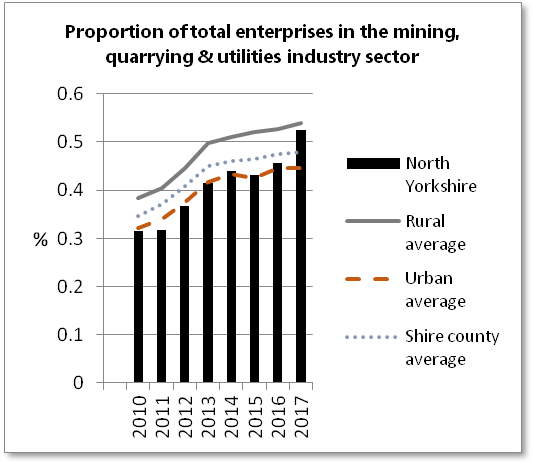 Proportion of total enterprises in the mining,
quarrying & utilities industry sector
0.6
0.5
0.4
0.3
0.2
0.1
0
%
2010
2011
2012
2013
2014
2015
2016
2017
North
Yorkshire
Rural
average
Urban
average
Shire county
average